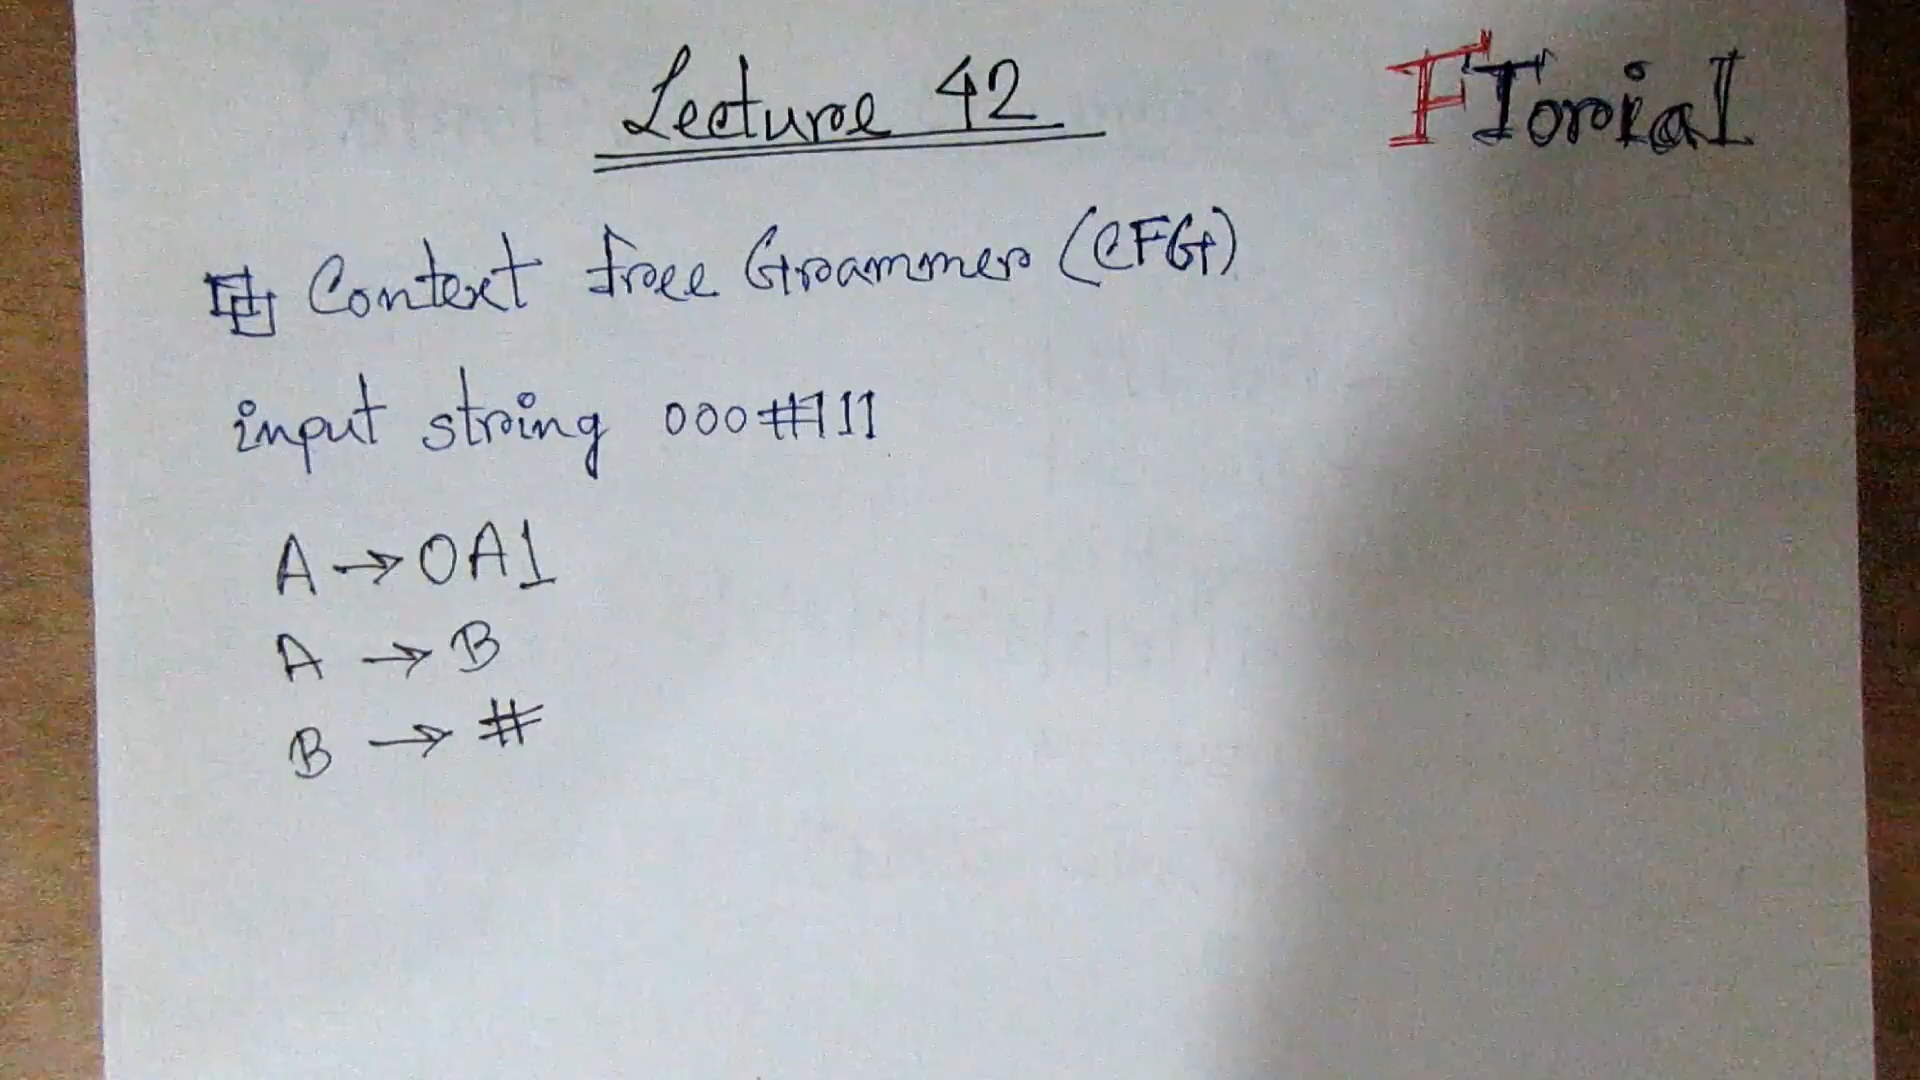 Lecture 42
FTorial
Context free Grammer (CFG)
input string 000#111
A → 0A1
A → B
B → #